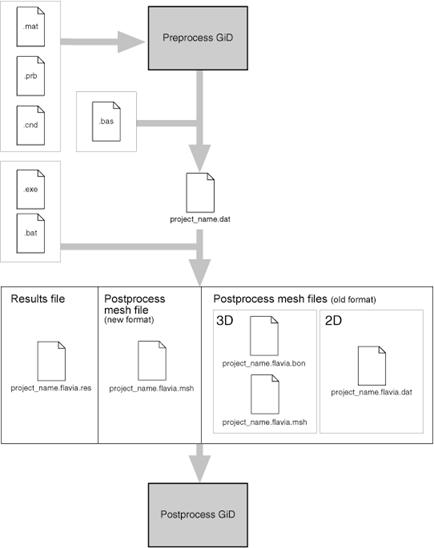 .mat
Preprocess GiD
.prb
.cnd
.bas
.exe
project_name.dat
.bat
Results file
project_name.flavia.res
Postprocess
mesh file
(new format)
project_name.flavia.msh
Postprocess mesh files (old format)
3D
project_name.flavia.bon
project_name.flavia.msh
2D
project_name.flavia.dat
Postprocess GiD